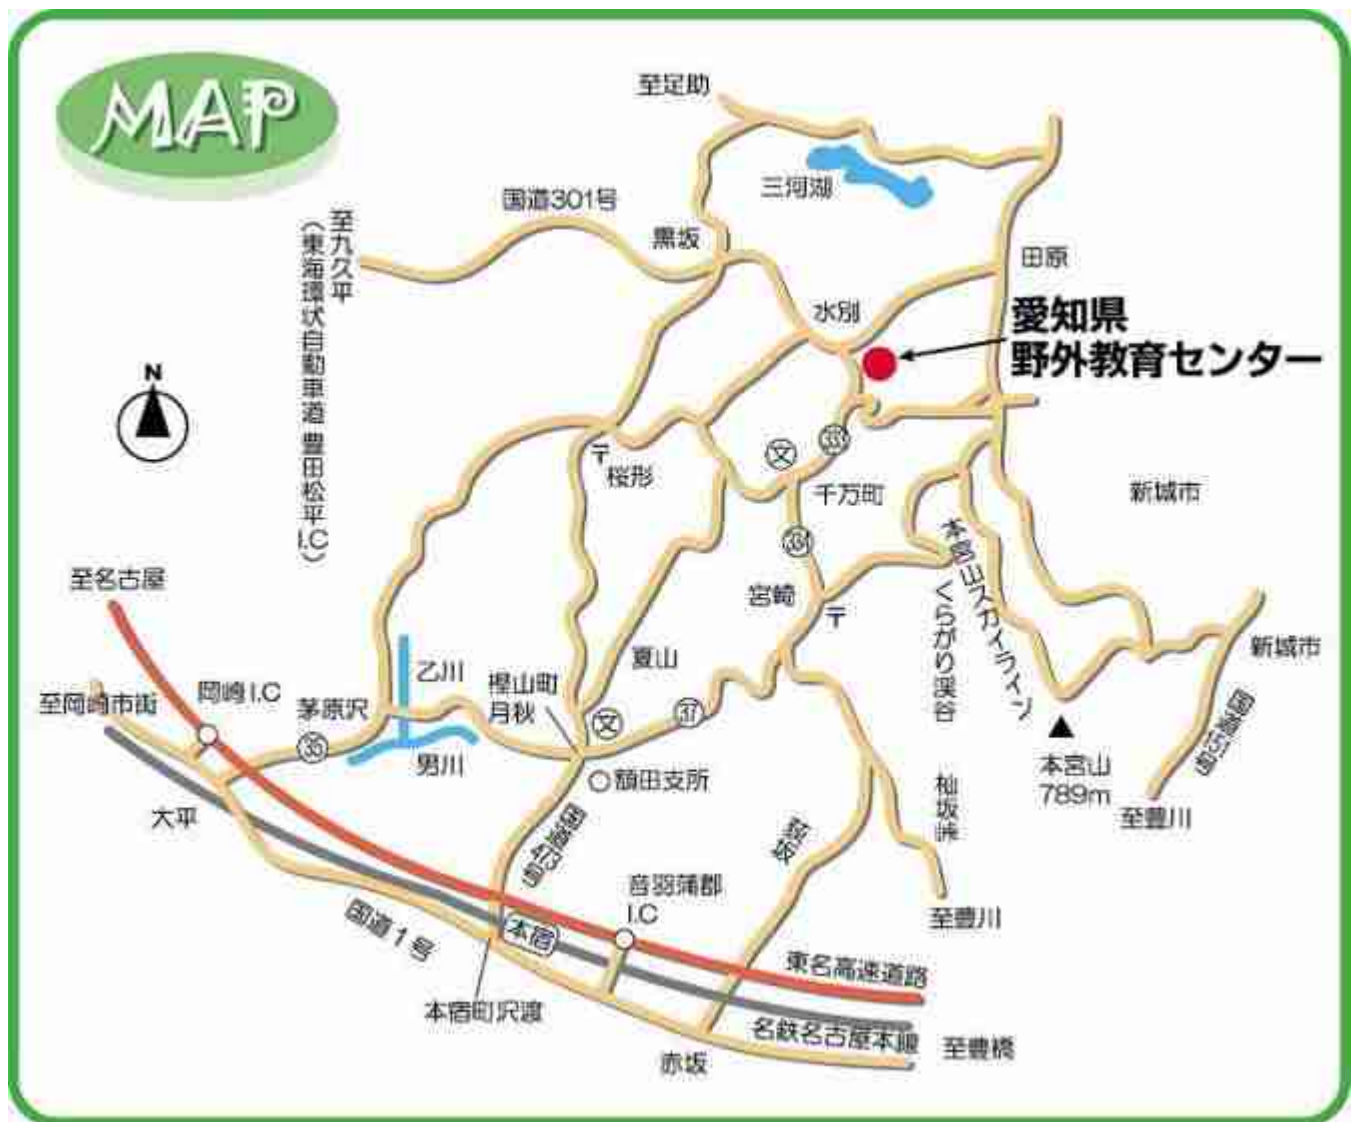 MAP
至足助
三河湖
国道301号
黒坂
至九久平
(東海環状自動車道 豊田松平I.C)
田原
水別
愛知県
野外教育センター
N
〒
桜形
文
333
千万町
新城市
334
至名古屋
宮崎
〒
本宮山スカイライン
くらがり渓谷
夏山
新城市
至岡崎市街
岡崎I.C
茅原沢
乙川
樫山町
月秋
文
37
35
男川
額田支所
国道151号
本宮山
789m
至豊川
大平
国道473号
杣坂峠
音羽蒲郡
I.C
至豊川
国道1号
本宿
東名高速道路
本宿町沢渡
名鉄名古屋本線
至豊橋
赤坂